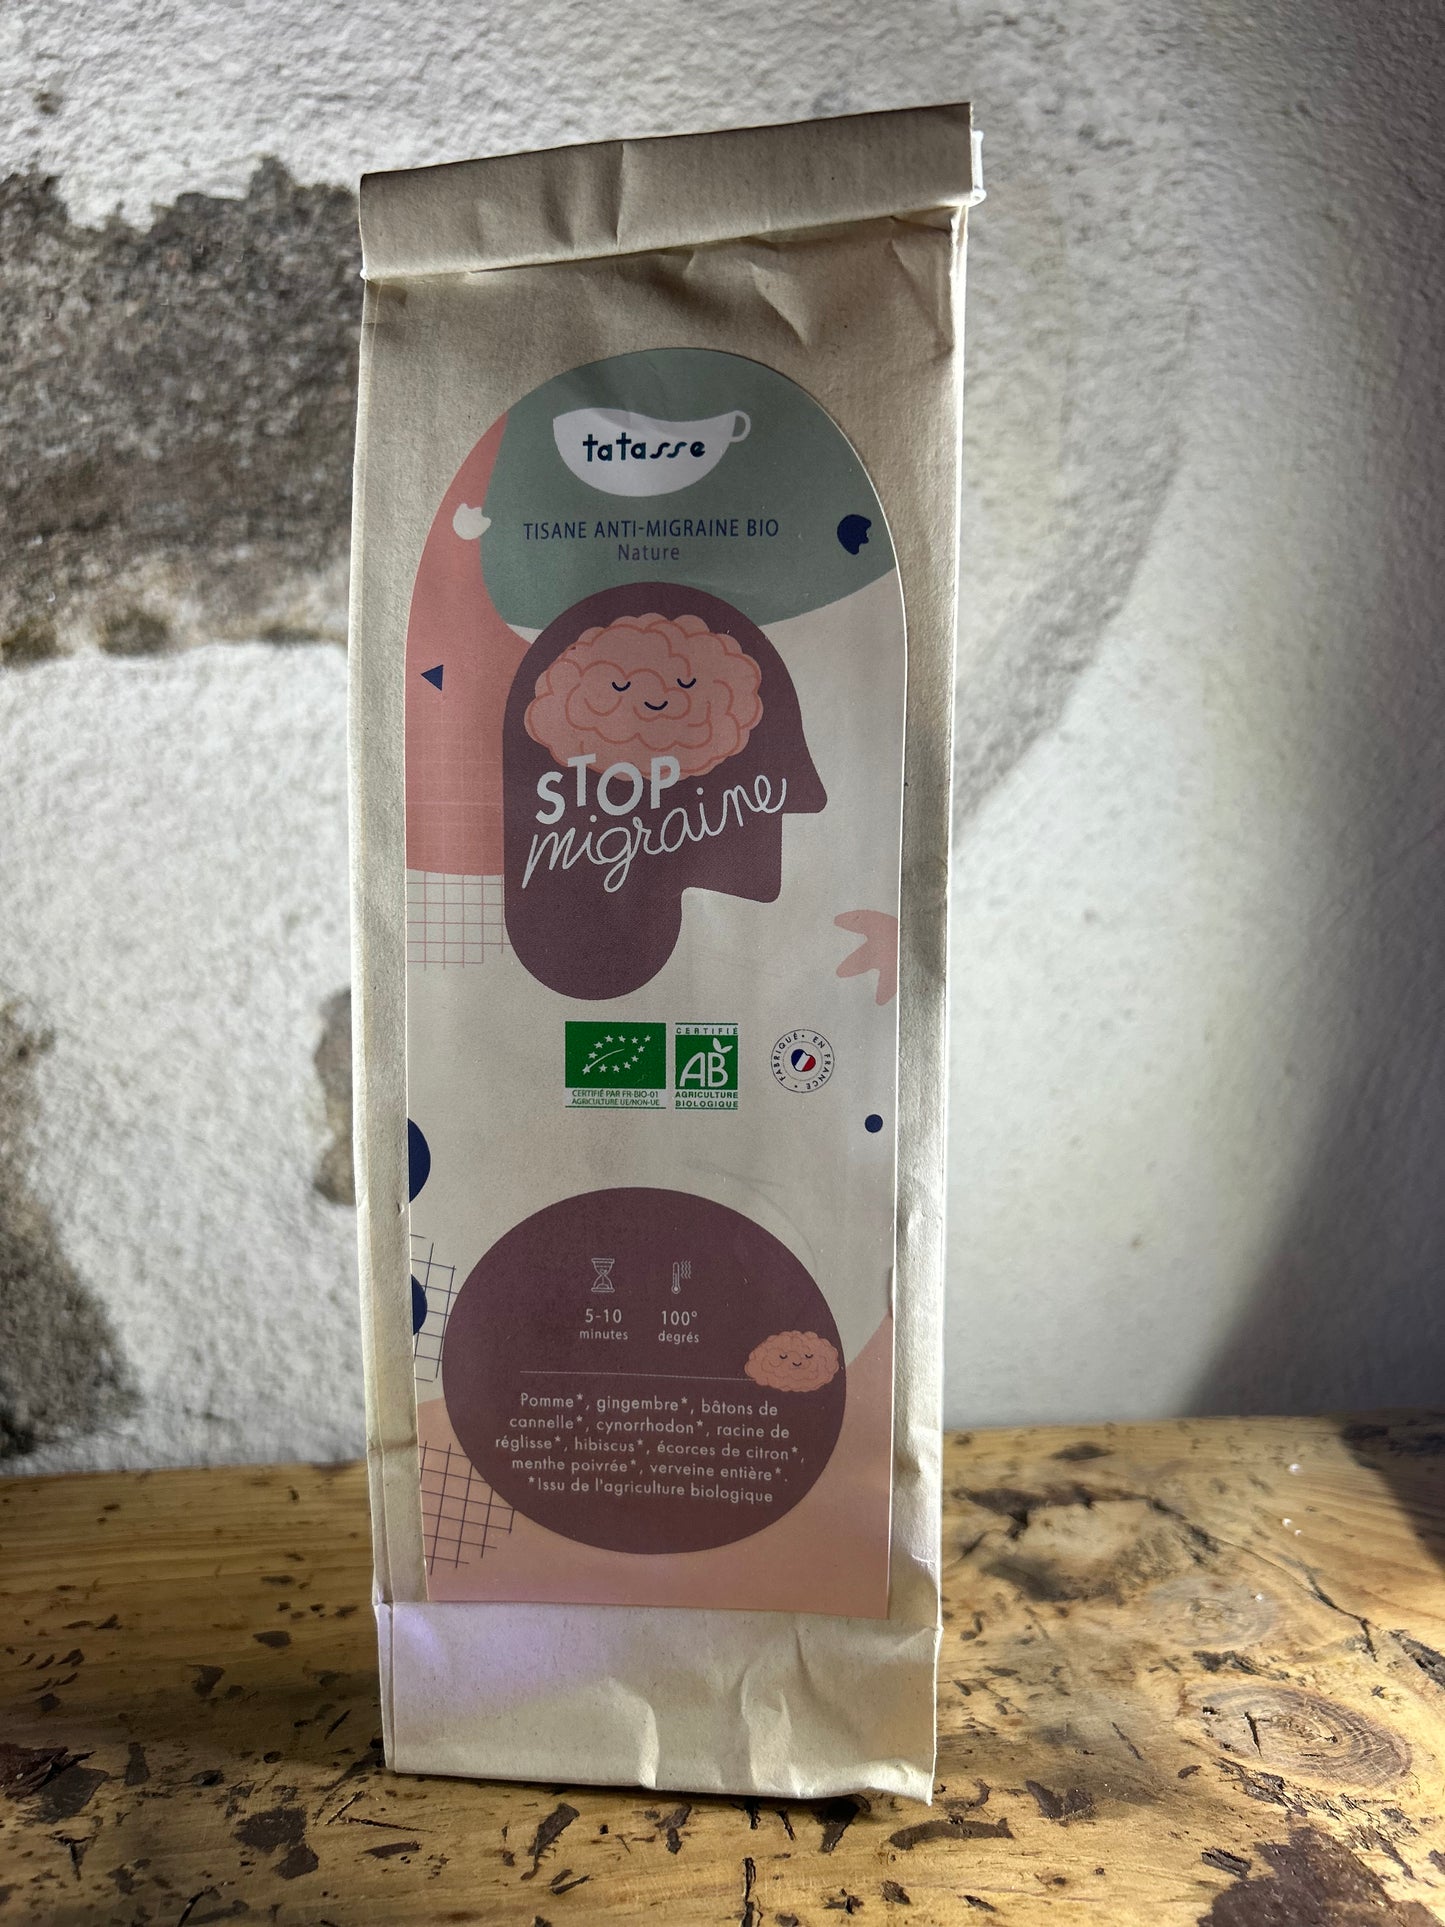 tatasse
TISANE ANTI-MIGRAINE BIO
Nature
STOP
migraine
CERTIFIÉ PAR FR-BIO-01
AGRICULTURE UE/NON-UE
CERTIFIÉ
AB
AGRICULTURE
BIOLOGIQUE
FABRIQUÉ • EN FRANCE •
5-10
minutes
100°
degrés
Pomme*, gingembre*, bâtons de
cannelle*, cynorrhodon*, racine de
réglisse*, hibiscus*, écorces de citron*,
menthe poivrée*, verveine entière*.
*Issu de l'agriculture biologique